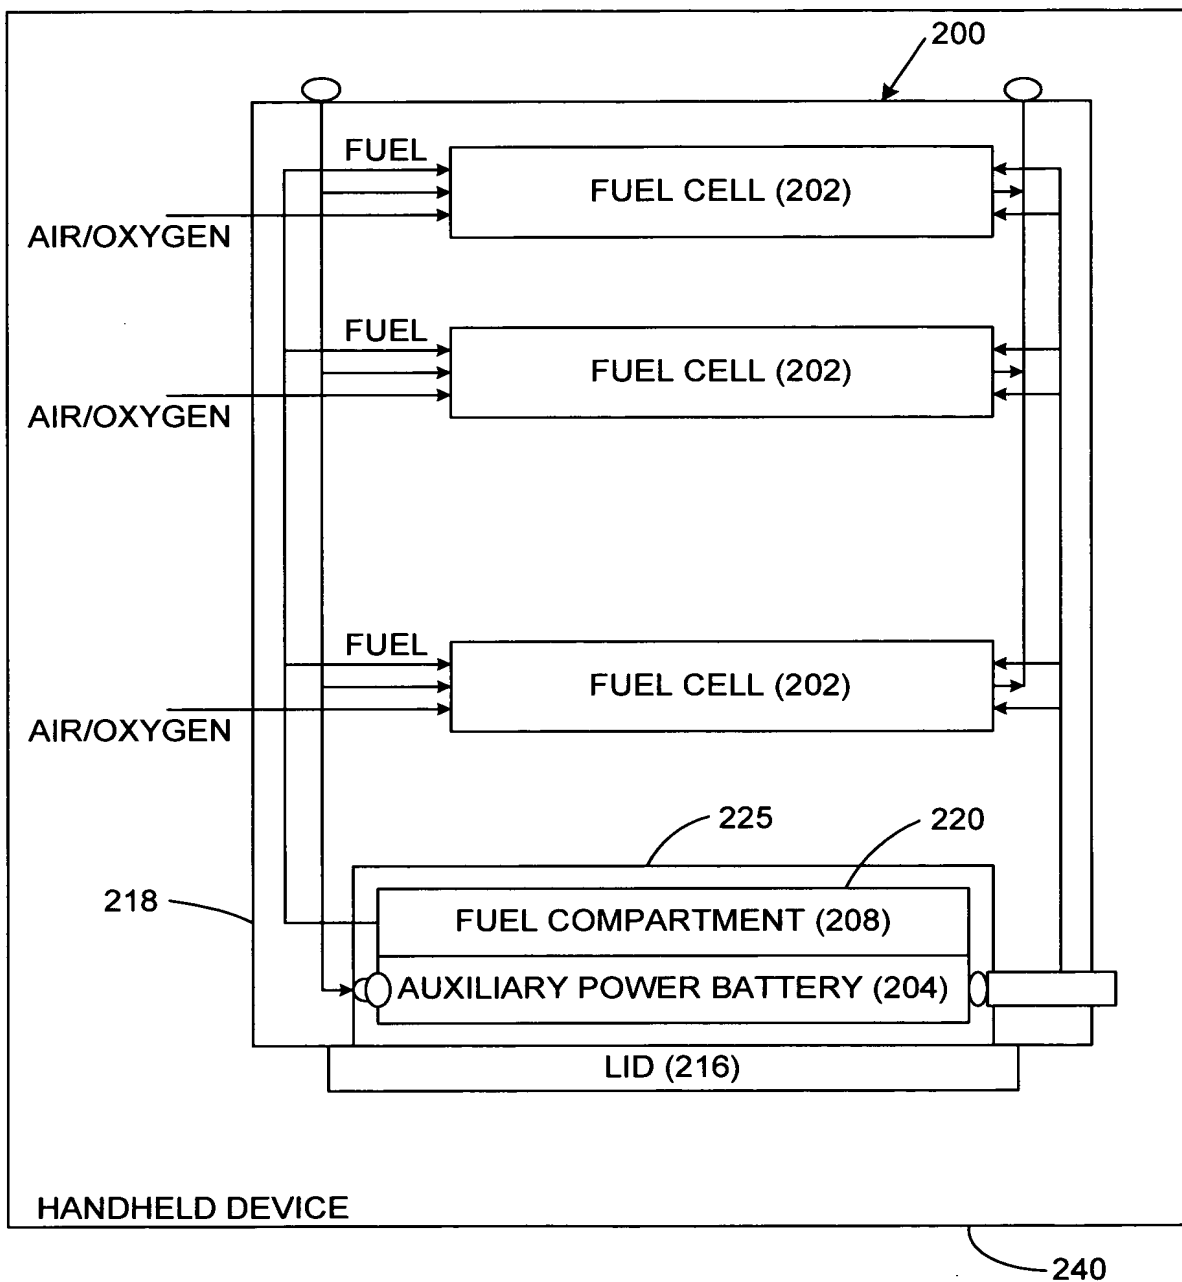 200
FUEL
FUEL CELL (202)
AIR/OXYGEN
FUEL
FUEL CELL (202)
AIR/OXYGEN
FUEL
FUEL CELL (202)
AIR/OXYGEN
225
220
218
FUEL COMPARTMENT (208)
AUXILIARY POWER BATTERY (204)
LID (216)
HANDHELD DEVICE
240